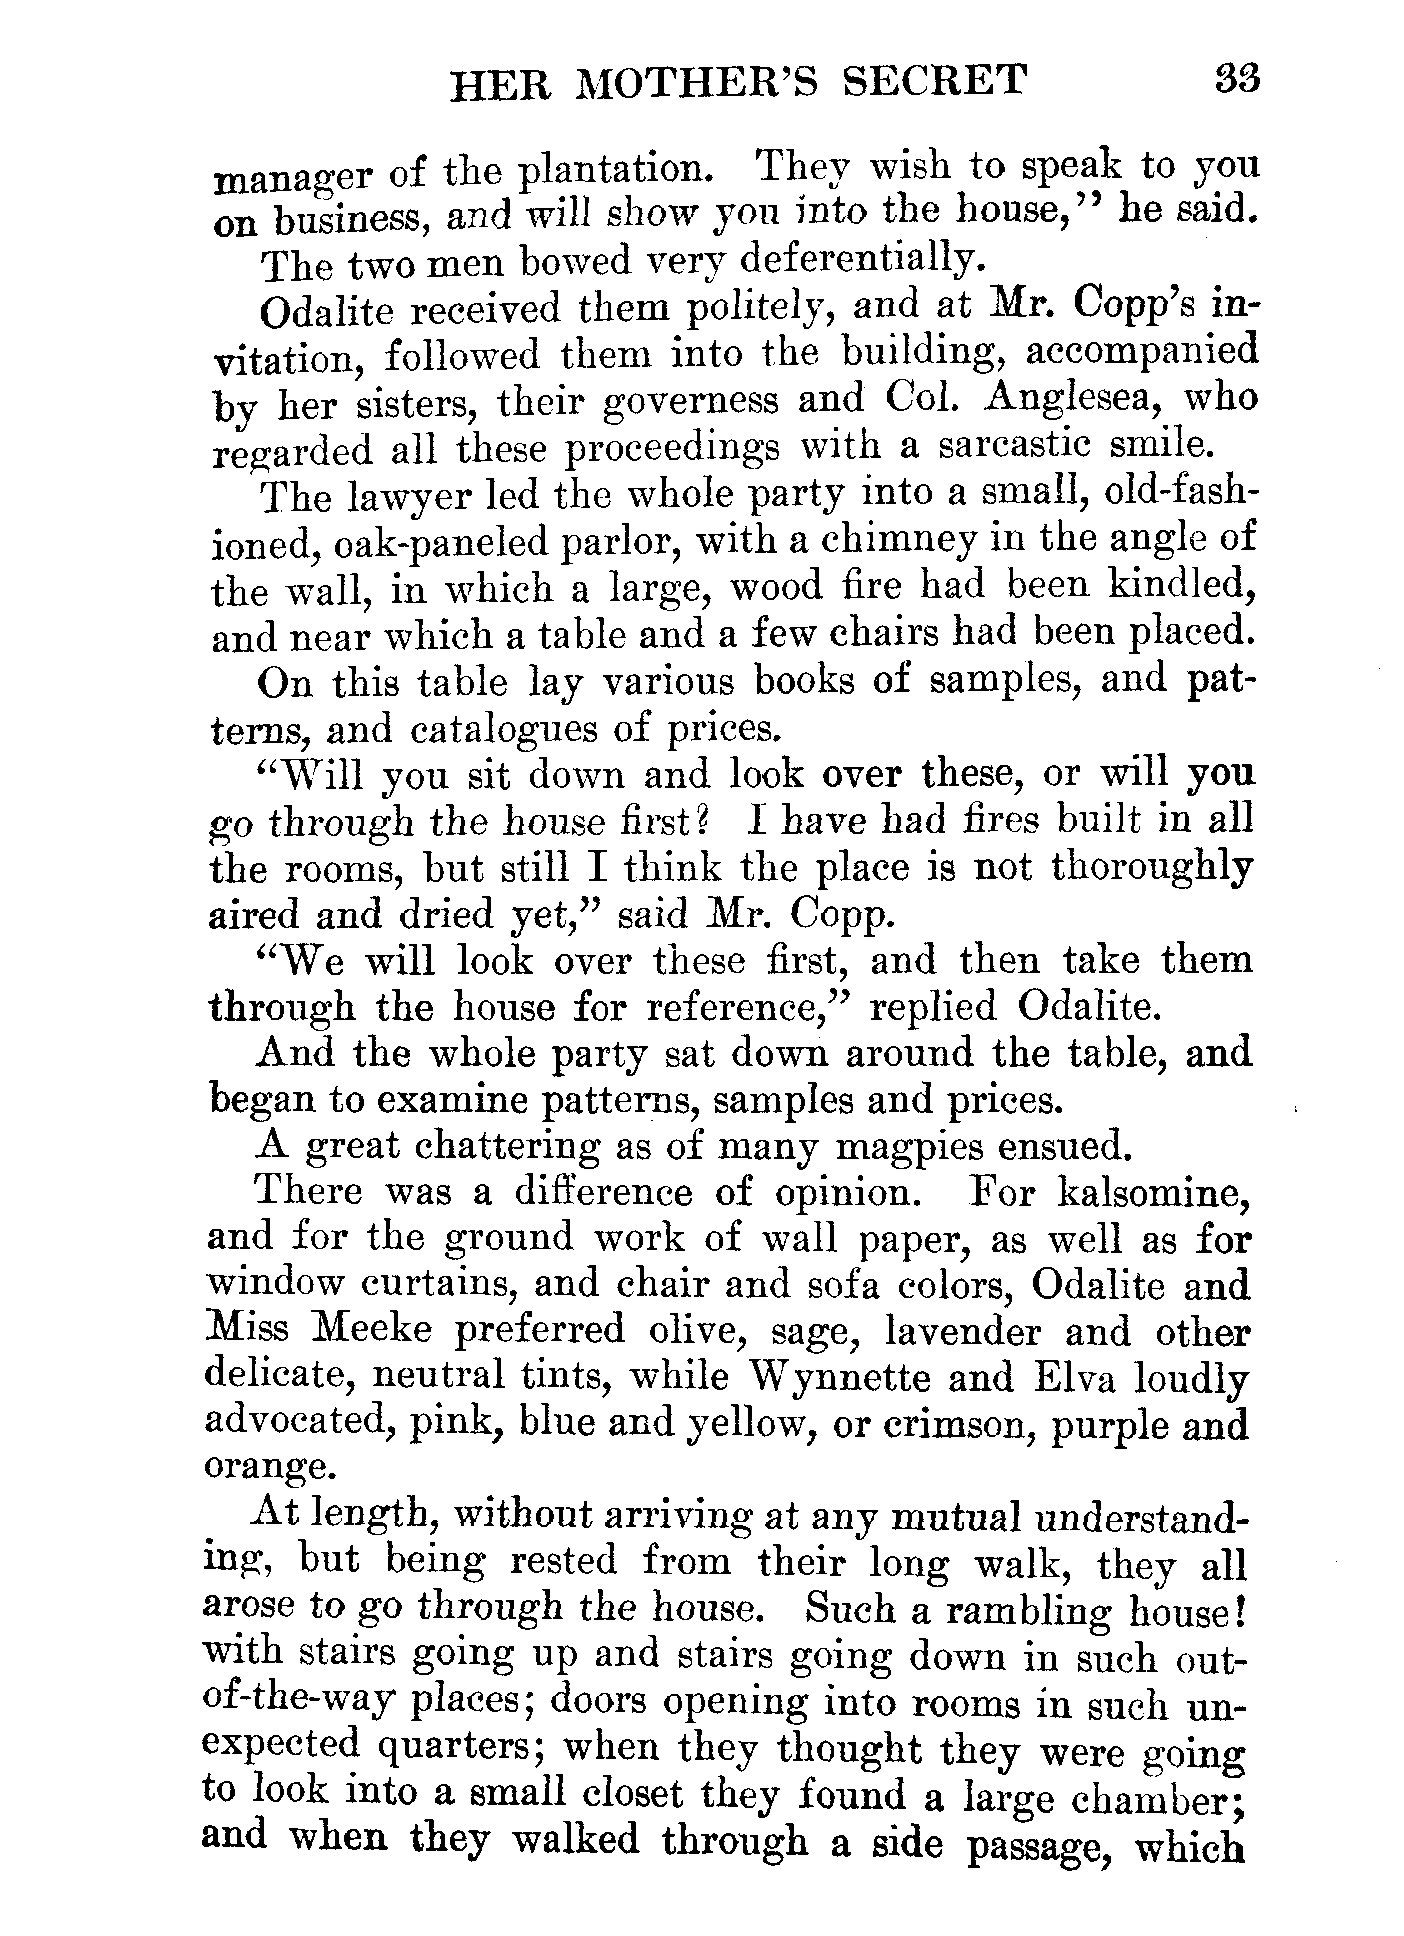 HER MOTHER'S SECRET 33
manager of the plantation. They wish to speak to you
on business, and will show you into the house," he said.
The two men bowed very deferentially.
Odalite received them politely, and at Mr. Copp's in-
vitation, followed them into the building, accompanied
by her sisters, their governess and Col. Anglesea, who
regarded all these proceedings with a sarcastic smile.
The lawyer led the whole party into a small, old-fash-
ioned, oak-paneled parlor, with a chimney in the angle of
the wall, in which a large, wood fire had been kindled,
and near which a table and a few chairs had been placed.
On this table lay various books of samples, and pat-
terns, and catalogues of prices.
"Will you sit down and look over these, or will you
go through the house first? I have had fires built in all
the rooms, but still I think the place is not thoroughly
aired and dried yet," said Mr. Copp.
"We will look over these first, and then take them
through the house for reference," replied Odalite.
And the whole party sat down around the table, and
began to examine patterns, samples and prices.
A great chattering as of many magpies ensued.
There was a difference of opinion. For kalsomine,
and for the ground work of wall paper, as well as for
window curtains, and chair and sofa colors, Odalite and
Miss Meeke preferred olive, sage, lavender and other
delicate, neutral tints, while Wynnette and Elva loudly
advocated, pink, blue and yellow, or crimson, purple and
orange.
At length, without arriving at any mutual understand-
ing, but being rested from their long walk, they all
arose to go through the house. Such a rambling house!
with stairs going up and stairs going down in such out-
of-the-way places; doors opening into rooms in such un-
expected quarters; when they thought they were going
to look into a small closet they found a large chamber;
and when they walked through a side passage, which